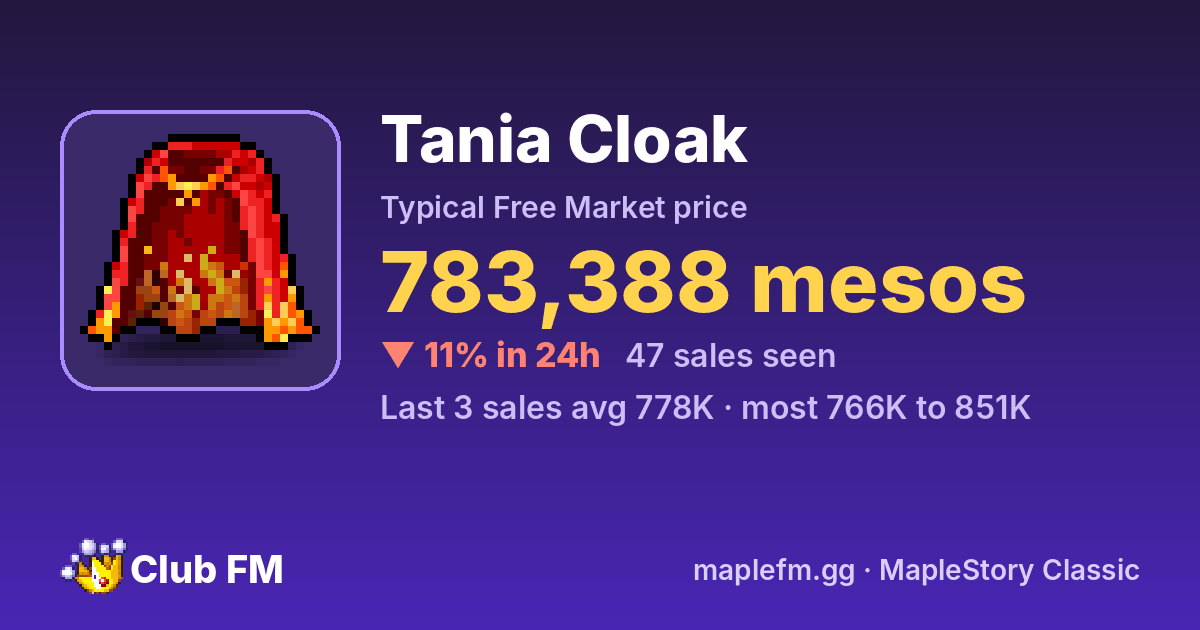 Tania Cloak
Typical Free Market price
783,388 mesos
▼ 11% in 24h 47 sales seen
Last 3 sales avg 778K · most 766K to 851K
Club FM
maplefm.gg · MapleStory Classic